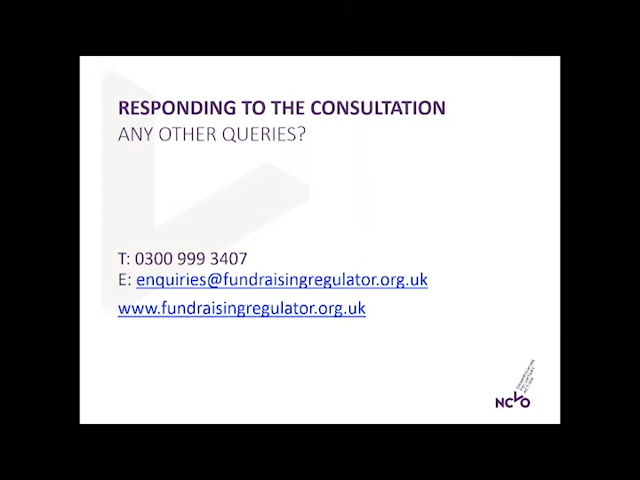 RESPONDING TO THE CONSULTATION
ANY OTHER QUERIES?
T: 0300 999 3407
E: enquiries@fundraisingregulator.org.uk
www.fundraisingregulator.org.uk
NCVO